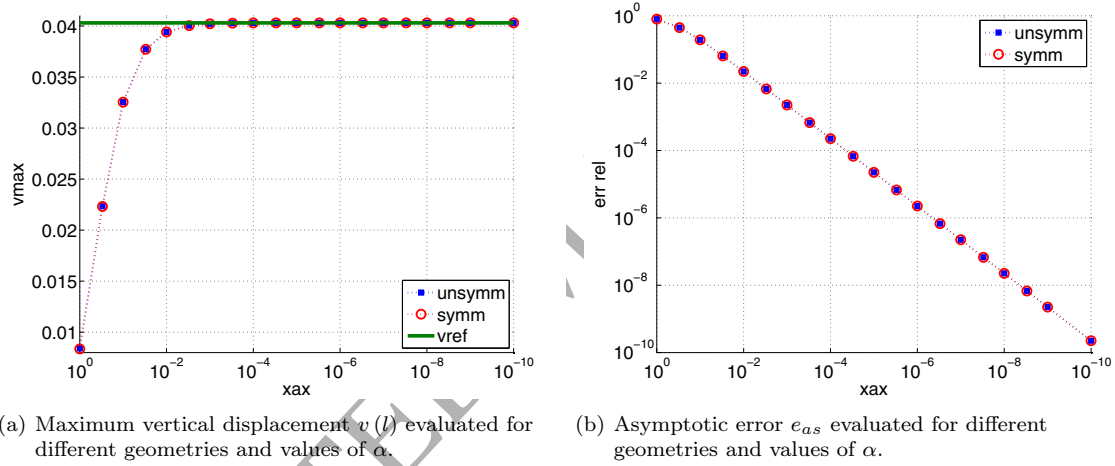 0.04
0.035
0.03
0.025
0.02
0.015
0.01
vmax
10^0 10^-2 10^-4 10^-6 10^-8 10^-10
xax
unsymm
symm
vref
(a) Maximum vertical displacement v (l) evaluated for
different geometries and values of α.
10^0
10^-2
10^-4
10^-6
10^-8
10^-10
err rel
10^0 10^-2 10^-4 10^-6 10^-8 10^-10
xax
unsymm
symm
(b) Asymptotic error e_as evaluated for different
geometries and values of α.